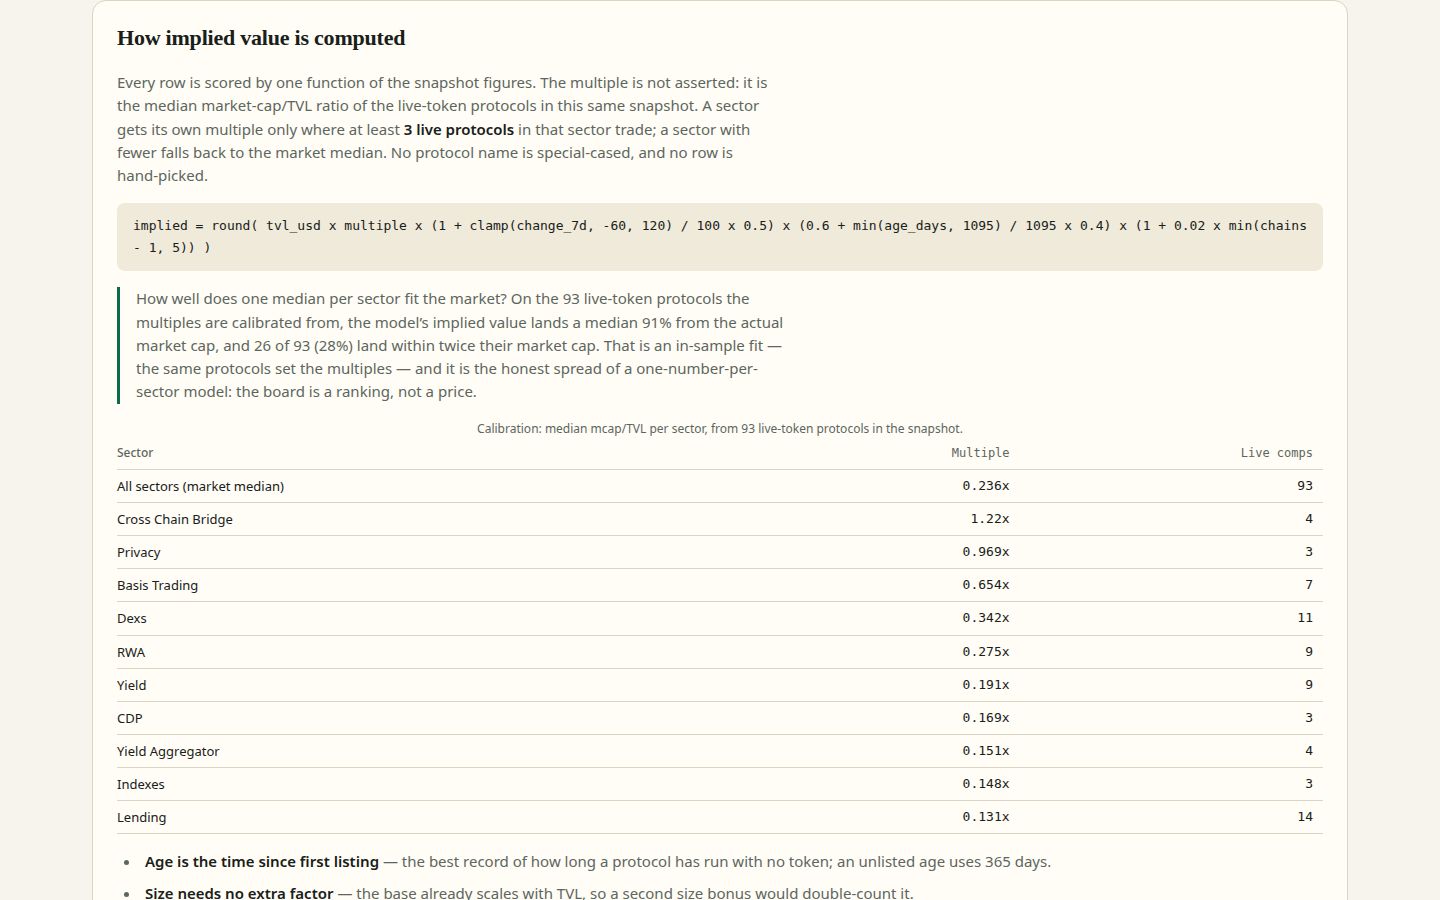 How implied value is computed
Every row is scored by one function of the snapshot figures. The multiple is not asserted: it is
the median market-cap/TVL ratio of the live-token protocols in this same snapshot. A sector
gets its own multiple only where at least 3 live protocols in that sector trade; a sector with
fewer falls back to the market median. No protocol name is special-cased, and no row is
hand-picked.
implied = round( tvl_usd x multiple x (1 + clamp(change_7d, -60, 120) / 100 x 0.5) x (0.6 + min(age_days, 1095) / 1095 x 0.4) x (1 + 0.02 x min(chains
- 1, 5)) )
How well does one median per sector fit the market? On the 93 live-token protocols the
multiples are calibrated from, the model's implied value lands a median 91% from the actual
market cap, and 26 of 93 (28%) land within twice their market cap. That is an in-sample fit —
the same protocols set the multiples — and it is the honest spread of a one-number-per-
sector model: the board is a ranking, not a price.
Calibration: median mcap/TVL per sector, from 93 live-token protocols in the snapshot.
Sector Multiple Live comps
All sectors (market median) 0.236x 93
Cross Chain Bridge 1.22x 4
Privacy 0.969x 3
Basis Trading 0.654x 7
Dexs 0.342x 11
RWA 0.275x 9
Yield 0.191x 9
CDP 0.169x 3
Yield Aggregator 0.151x 4
Indexes 0.148x 3
Lending 0.131x 14
• Age is the time since first listing — the best record of how long a protocol has run with no token; an unlisted age uses 365 days.
• Size needs no extra factor — the base already scales with TVL, so a second size bonus would double-count it.